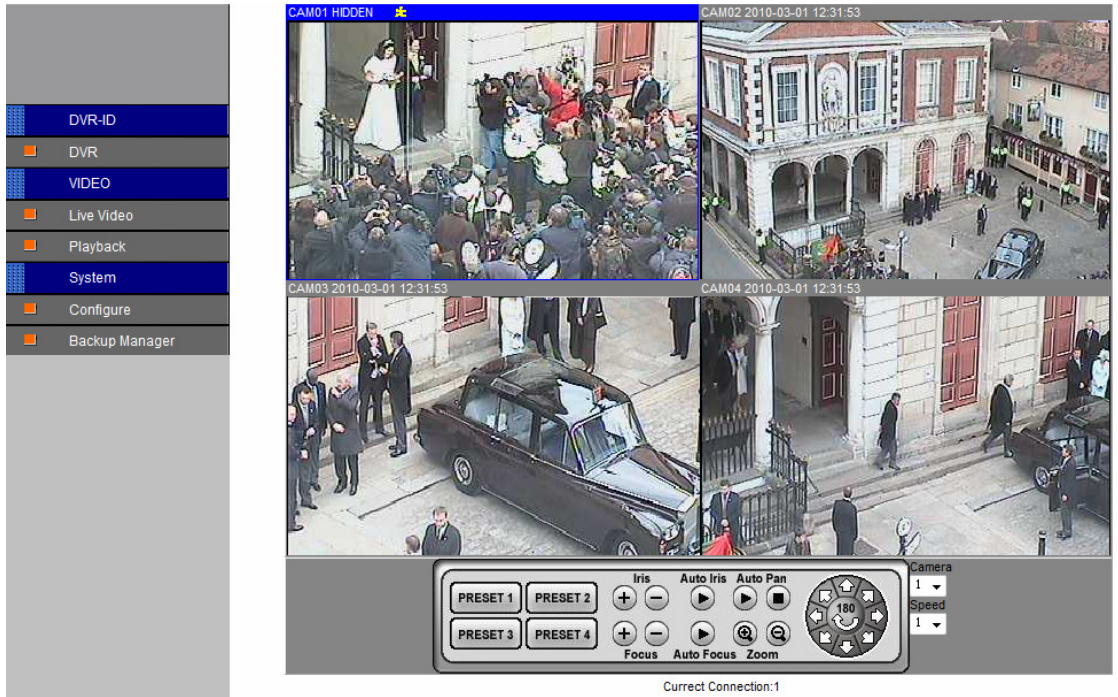 CAM01 HIDDEN
CAM02 2010-03-01 12:31:53
DVR-ID
DVR
VIDEO
Live Video
Playback
System
Configure
Backup Manager
CAM03 2010-03-01 12:31:53
CAM04 2010-03-01 12:31:53
PRESET 1
PRESET 2
PRESET 3
PRESET 4
Iris
Auto Iris
Auto Pan
Focus
Auto Focus
Zoom
180
Camera
1
Speed
1
Currect Connection:1